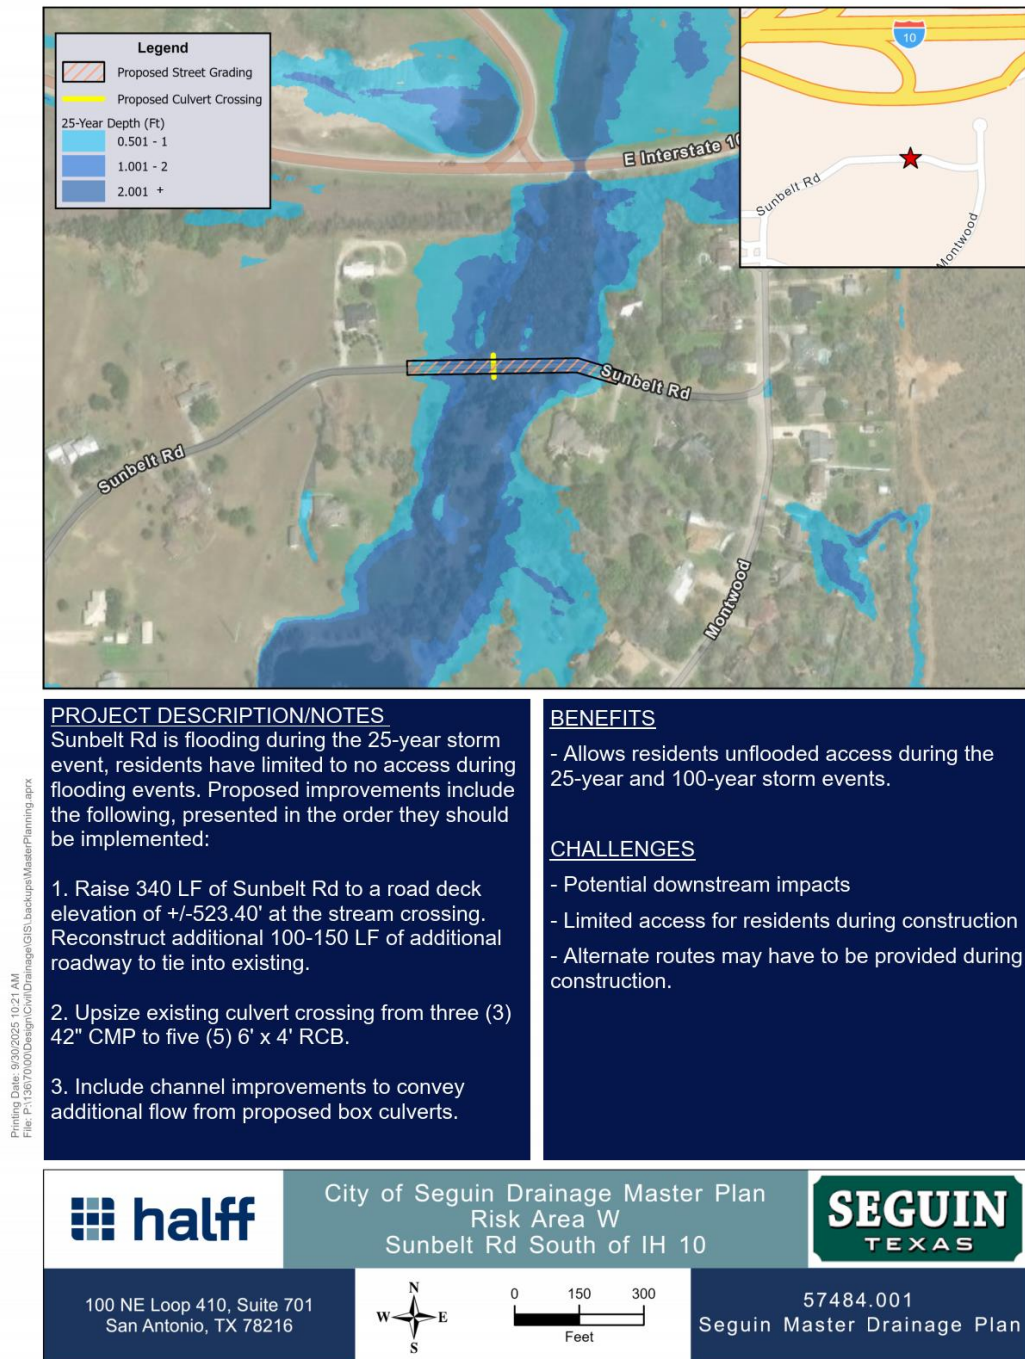 Legend
Proposed Street Grading
Proposed Culvert Crossing
25-Year Depth (Ft)
0.501 - 1
1.001 - 2
2.001 +
E Interstate 10
10
Sunbelt Rd
Montwood
Sunbelt Rd
Sunbelt Rd
Montwood
PROJECT DESCRIPTION/NOTES
Sunbelt Rd is flooding during the 25-year storm
event, residents have limited to no access during
flooding events. Proposed improvements include
the following, presented in the order they should
be implemented:
1. Raise 340 LF of Sunbelt Rd to a road deck
elevation of +/-523.40' at the stream crossing.
Reconstruct additional 100-150 LF of additional
roadway to tie into existing.
2. Upsize existing culvert crossing from three (3)
42" CMP to five (5) 6' x 4' RCB.
3. Include channel improvements to convey
additional flow from proposed box culverts.
BENEFITS
- Allows residents unflooded access during the
25-year and 100-year storm events.
CHALLENGES
- Potential downstream impacts
- Limited access for residents during construction
- Alternate routes may have to be provided during
construction.
Printing Date: 9/30/2025 10:21 AM
File: P:\136\70\00\Design\Civil\Drainage\GIS\.backups\MasterPlanning.aprx
halff
City of Seguin Drainage Master Plan
Risk Area W
Sunbelt Rd South of IH 10
SEGUIN
TEXAS
100 NE Loop 410, Suite 701
San Antonio, TX 78216
N
W E
S
0 150 300
Feet
57484.001
Seguin Master Drainage Plan